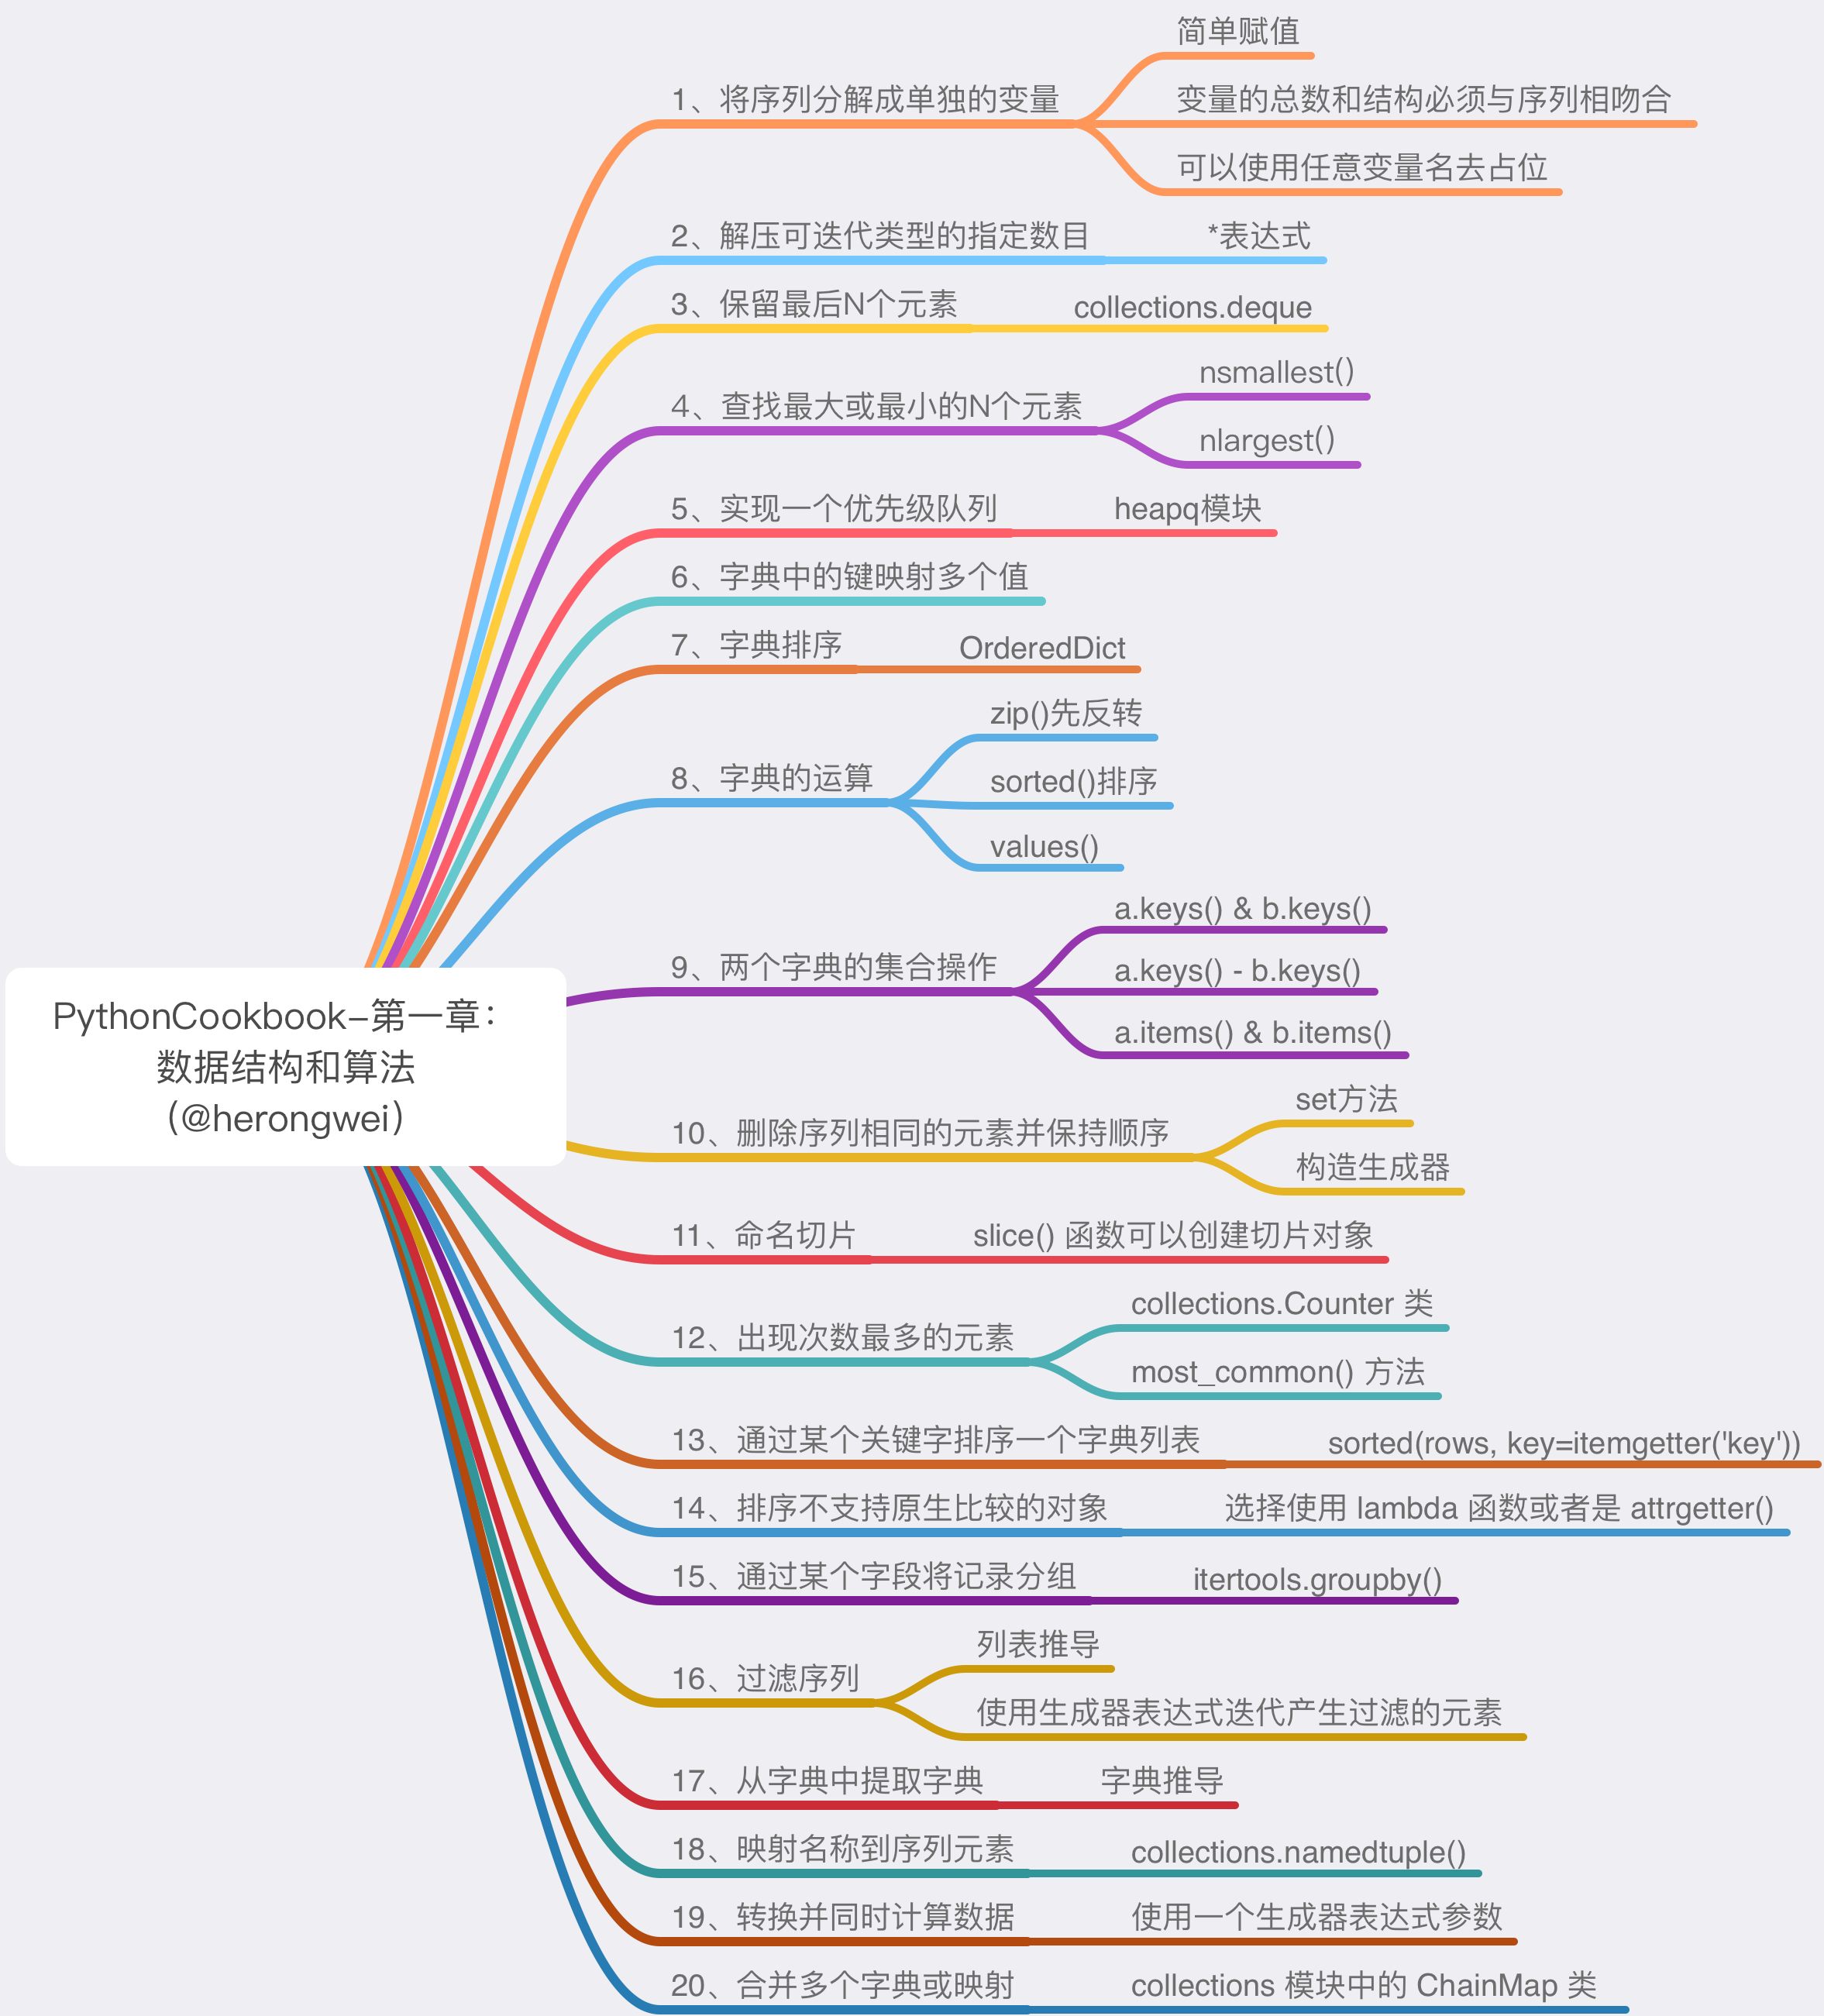 PythonCookbook-第一章：
数据结构和算法
（@herongwei）
1、将序列分解成单独的变量
简单赋值
变量的总数和结构必须与序列相吻合
可以使用任意变量名去占位
2、解压可迭代类型的指定数目
*表达式
3、保留最后N个元素
collections.deque
4、查找最大或最小的N个元素
nsmallest()
nlargest()
5、实现一个优先级队列
heapq模块
6、字典中的键映射多个值
7、字典排序
OrderedDict
8、字典的运算
zip()先反转
sorted()排序
values()
9、两个字典的集合操作
a.keys() & b.keys()
a.keys() - b.keys()
a.items() & b.items()
10、删除序列相同的元素并保持顺序
set方法
构造生成器
11、命名切片
slice() 函数可以创建切片对象
12、出现次数最多的元素
collections.Counter 类
most_common() 方法
13、通过某个关键字排序一个字典列表
sorted(rows, key=itemgetter('key'))
14、排序不支持原生比较的对象
选择使用 lambda 函数或者是 attrgetter()
15、通过某个字段将记录分组
itertools.groupby()
16、过滤序列
列表推导
使用生成器表达式迭代产生过滤的元素
17、从字典中提取字典
字典推导
18、映射名称到序列元素
collections.namedtuple()
19、转换并同时计算数据
使用一个生成器表达式参数
20、合并多个字典或映射
collections 模块中的 ChainMap 类